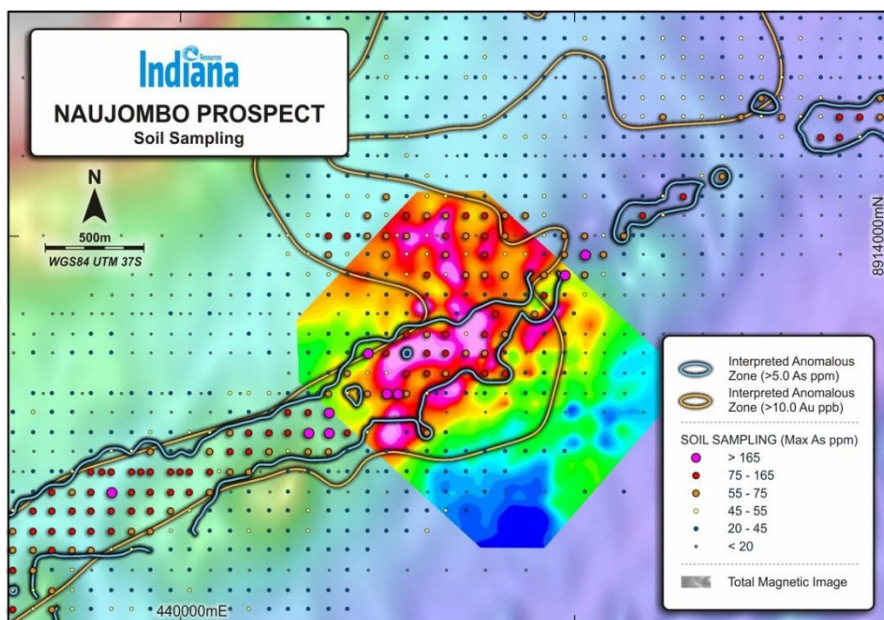 Indiana
Resources
NAUJOMBO PROSPECT
Soil Sampling
N
500m
WGS84 UTM 37S
8914000mN
440000mE
Interpreted Anomalous
Zone (>5.0 As ppm)
Interpreted Anomalous
Zone (>10.0 Au ppb)
SOIL SAMPLING (Max As ppm)
> 165
75 - 165
55 - 75
45 - 55
20 - 45
< 20
Total Magnetic Image